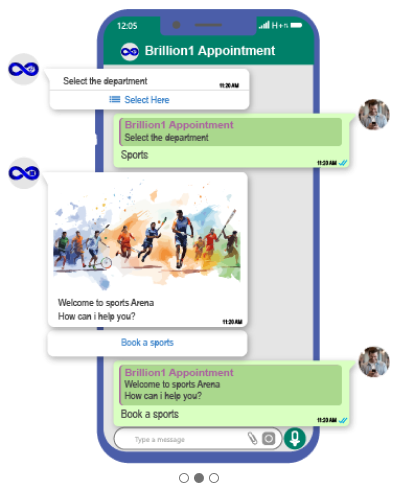 12:05
H+
Brillion1 Appointment
Select the department
11:20 AM
Select Here
Brillion1 Appointment
Select the department
Sports
11:20 AM
Welcome to sports Arena
How can i help you?
11:20 AM
Book a sports
Brillion1 Appointment
Welcome to sports Arena
How can i help you?
Book a sports
11:20 AM
Type a message